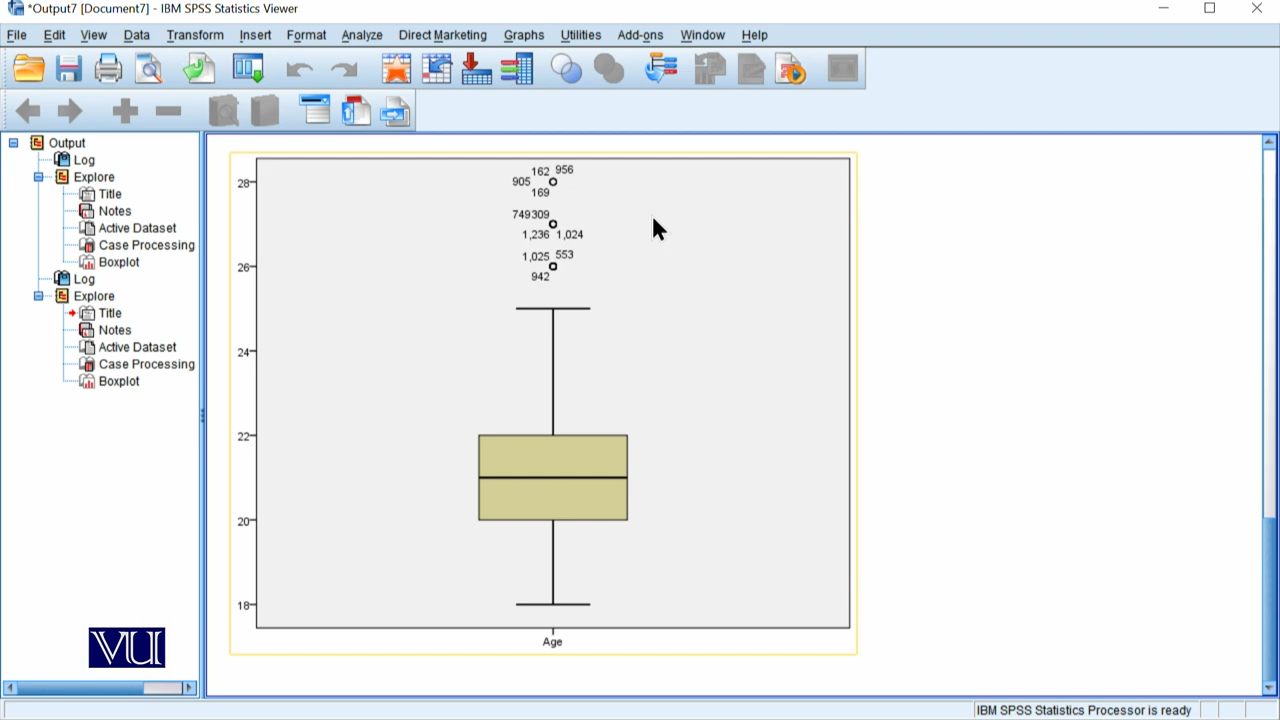 *Output7 [Document7] - IBM SPSS Statistics Viewer
File Edit View Data Transform Insert Format Analyze Direct Marketing Graphs Utilities Add-ons Window Help
Output
Log
Explore
Title
Notes
Active Dataset
Case Processing
Boxplot
Log
Explore
Title
Notes
Active Dataset
Case Processing
Boxplot
VU
28
26
24
22
20
18
162 956
905
169
749 309
1,236 1,024
1,025 553
942
Age
IBM SPSS Statistics Processor is ready